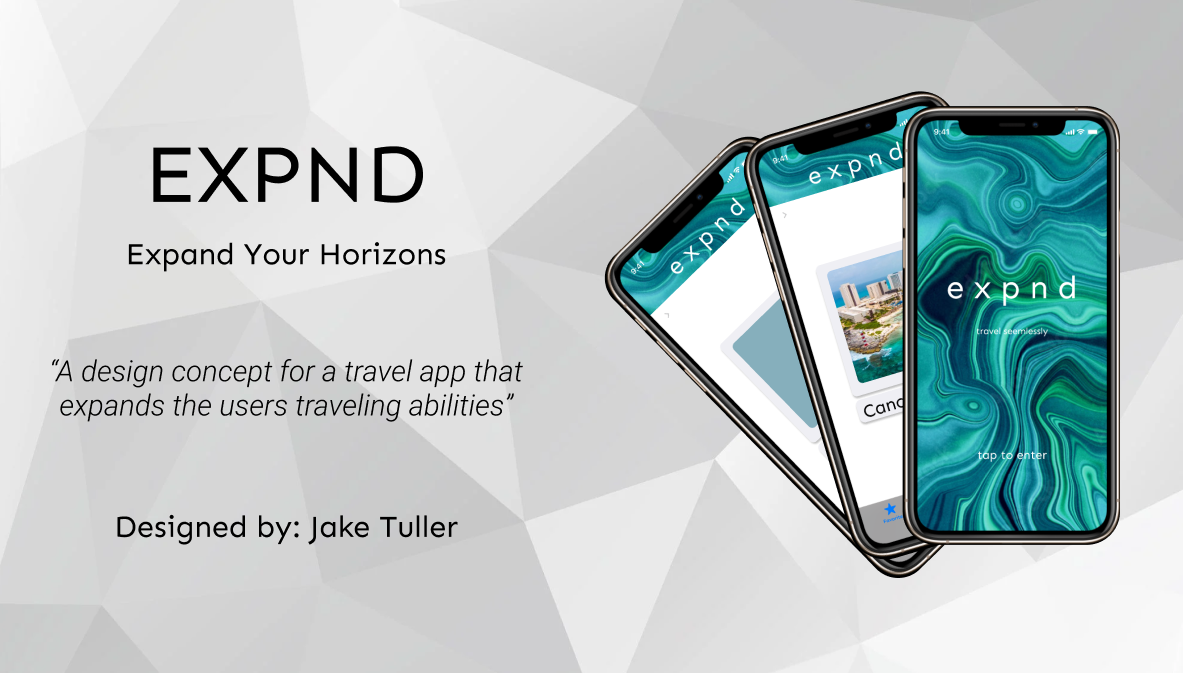 EXPND
Expand Your Horizons
“A design concept for a travel app that
expands the users traveling abilities”
Designed by: Jake Tuller
9:41
expnd
9:41
expnd
Favorites
9:41
expnd
travel seemlessly
tap to enter